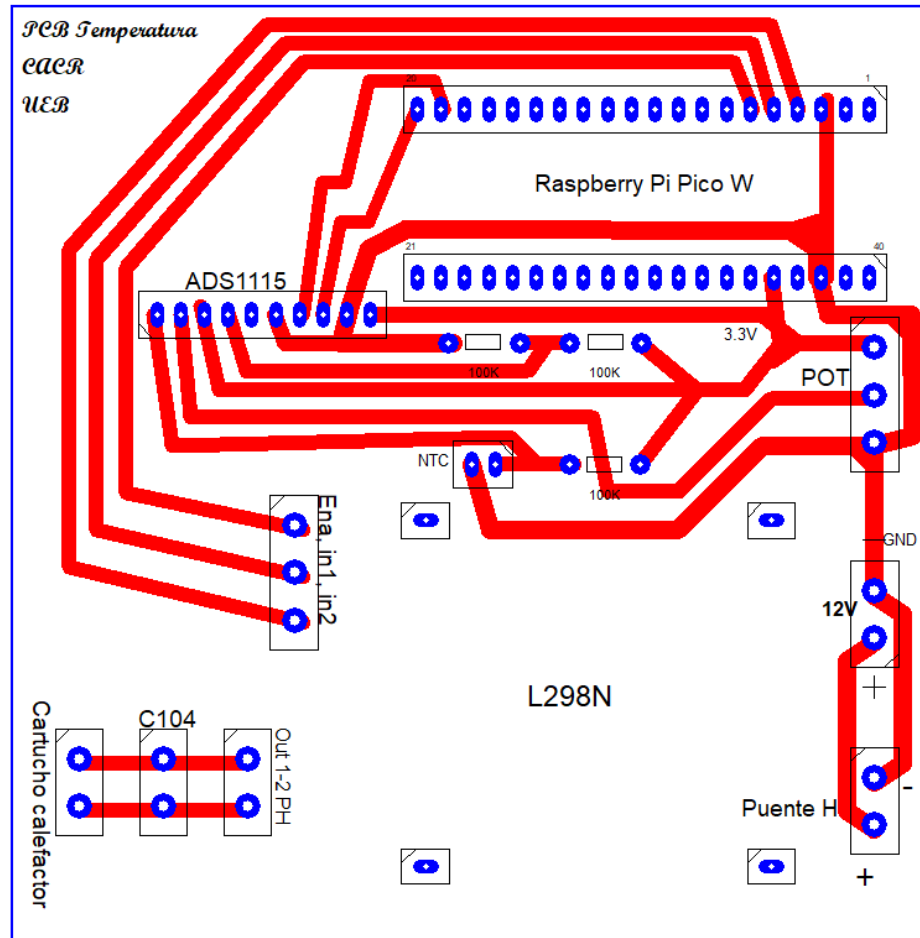 PCB Temperatura
CACR
UEB
20
1
Raspberry Pi Pico W
21
40
ADS1115
3.3V
100K
100K
POT
NTC
100K
Ena, in1, in2
GND
12V
+
L298N
Cartucho calefactor
C104
Out 1-2 PH
-
Puente H
+